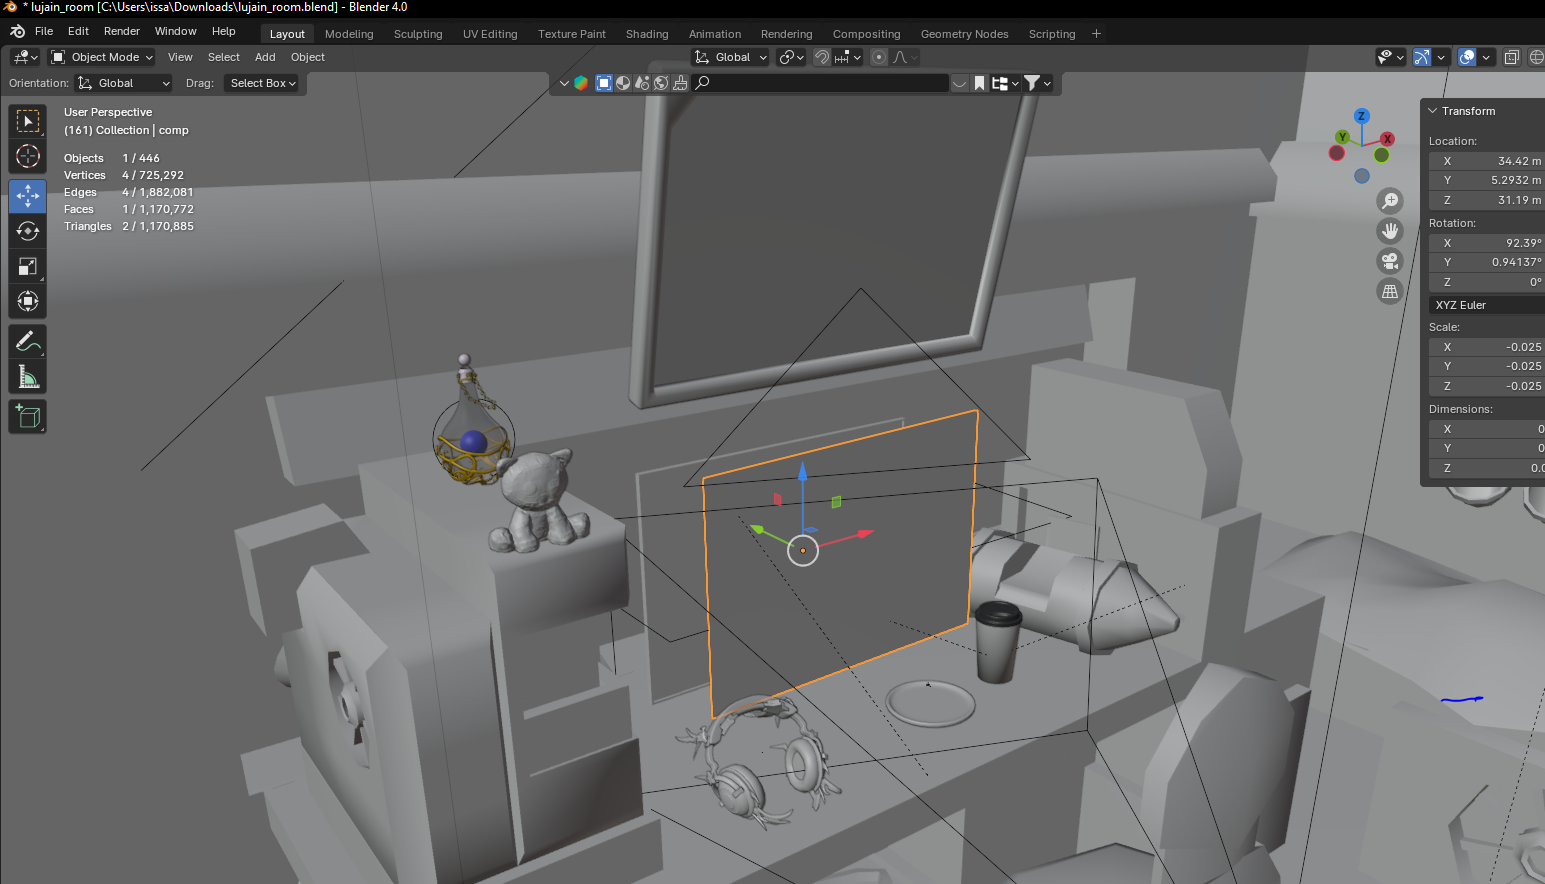 * lujain_room [C:\Users\issa\Downloads\lujain_room.blend] - Blender 4.0
File Edit Render Window Help Layout Modeling Sculpting UV Editing Texture Paint Shading Animation Rendering Compositing Geometry Nodes Scripting +
Object Mode View Select Add Object Global
Orientation: Global Drag: Select Box
User Perspective
(161) Collection | comp
Objects 1 / 446
Vertices 4 / 725,292
Edges 4 / 1,882,081
Faces 1 / 1,170,772
Triangles 2 / 1,170,885
Z
Y
X
Transform
Location:
X 34.42 m
Y 5.2932 m
Z 31.19 m
Rotation:
X 92.39°
Y 0.94137°
Z 0°
XYZ Euler
Scale:
X -0.025
Y -0.025
Z -0.025
Dimensions:
X 0
Y 0
Z 0.0